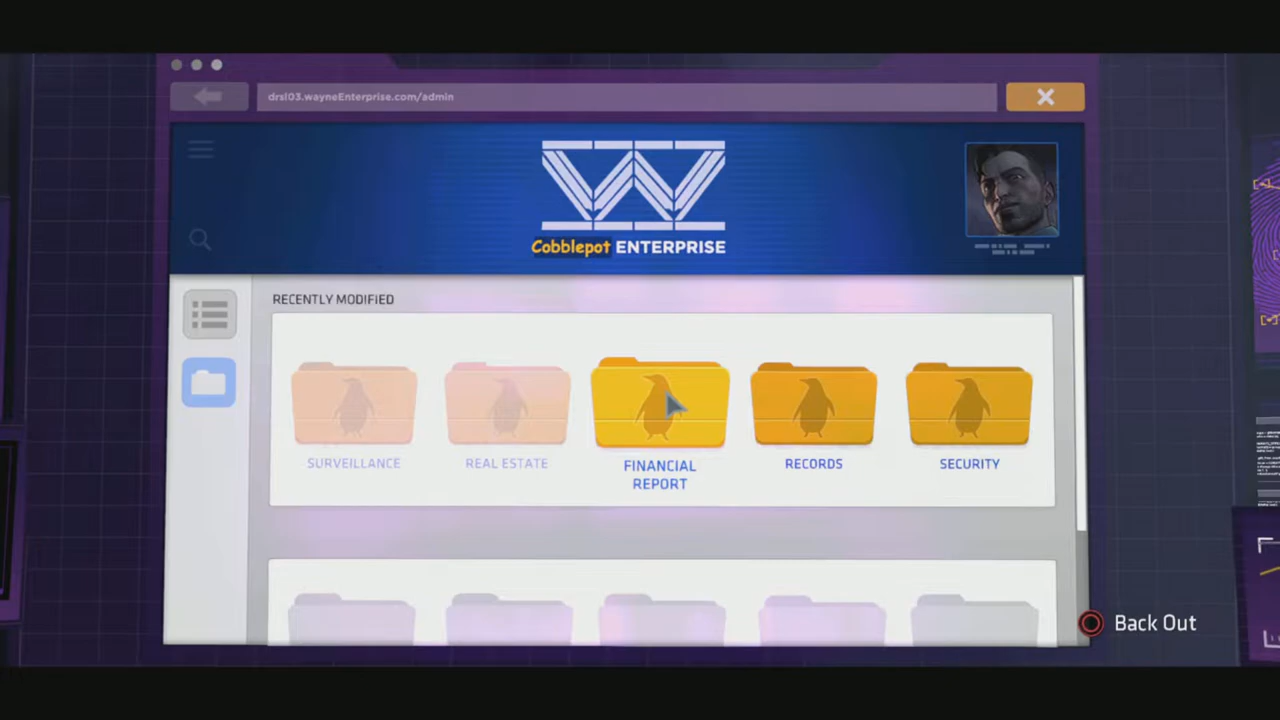 drsl03.wayneEnterprise.com/admin
Cobblepot ENTERPRISE
RECENTLY MODIFIED
SURVEILLANCE
REAL ESTATE
FINANCIAL
REPORT
RECORDS
SECURITY
Back Out